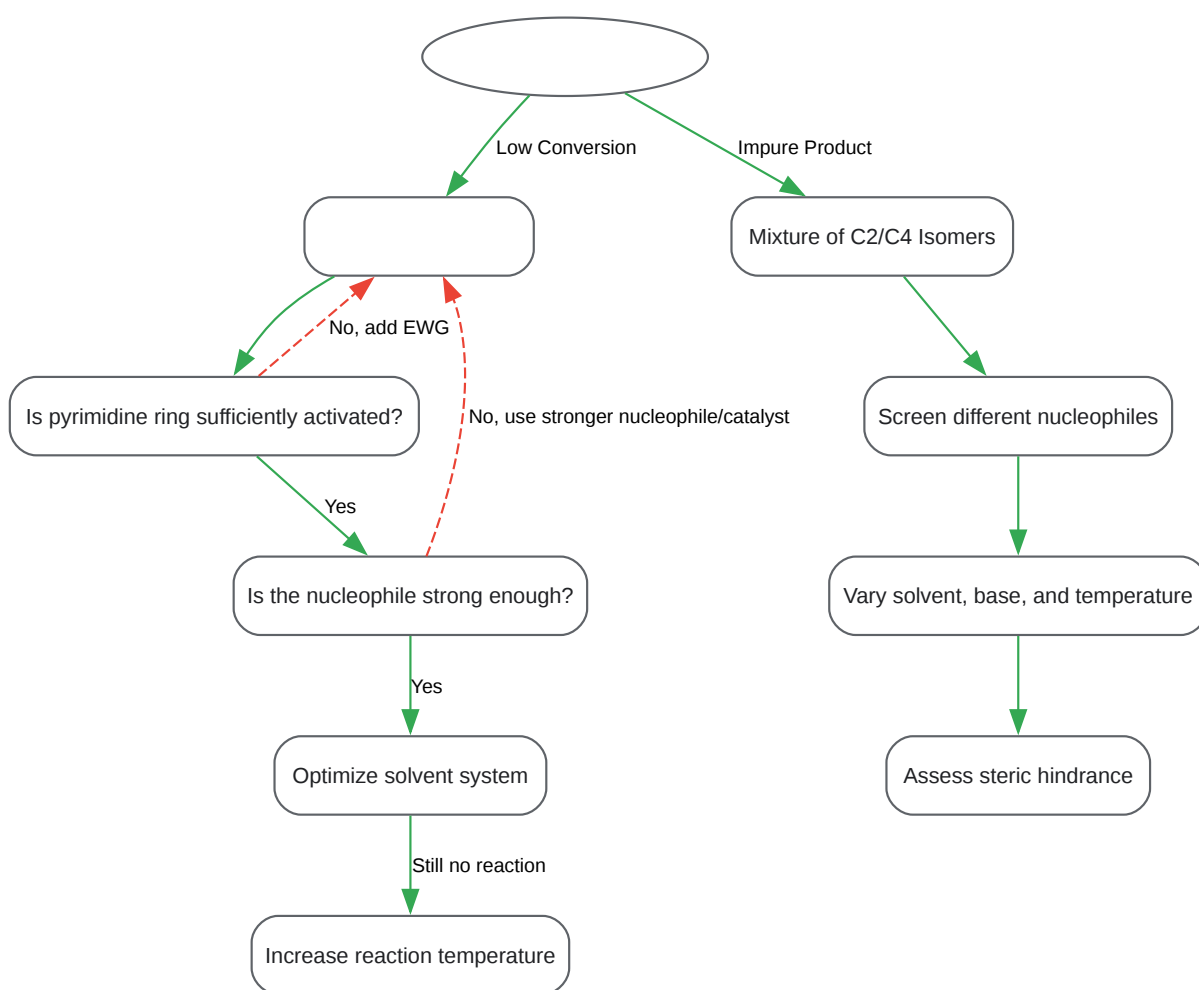 Low Conversion
Impure Product
Mixture of C2/C4 Isomers
No, add EWG
Is pyrimidine ring sufficiently activated?
No, use stronger nucleophile/catalyst
Screen different nucleophiles
Yes
Is the nucleophile strong enough?
Vary solvent, base, and temperature
Yes
Optimize solvent system
Assess steric hindrance
Still no reaction
Increase reaction temperature